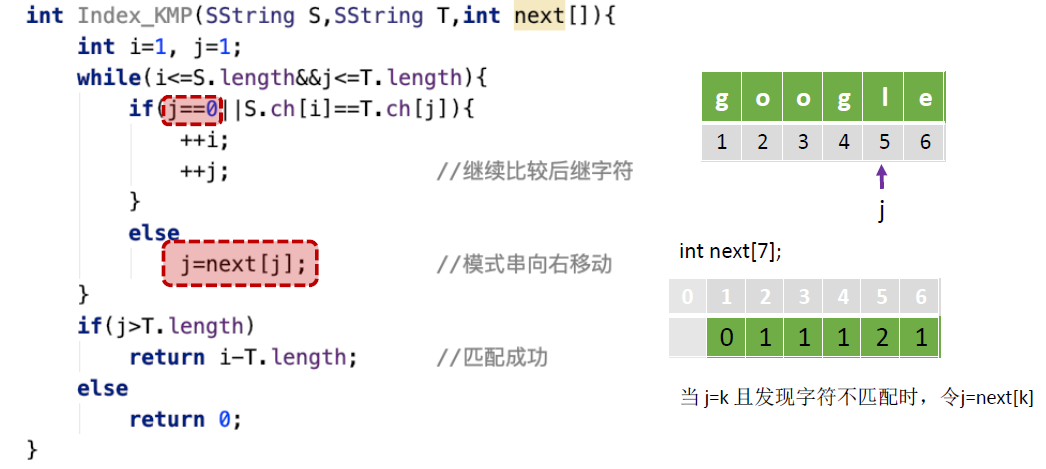 int Index_KMP(SString S,SString T,int next[]){
int i=1, j=1;
while(i<=S.length&&j<=T.length){
if(j==0||S.ch[i]==T.ch[j]){
++i;
++j; //继续比较后继字符
}
else
j=next[j]; //模式串向右移动
}
if(j>T.length)
return i-T.length; //匹配成功
else
return 0;
}
g o o g l e
1 2 3 4 5 6
j
int next[7];
0 1 2 3 4 5 6
0 1 1 1 2 1
当 j=k 且发现字符不匹配时，令j=next[k]